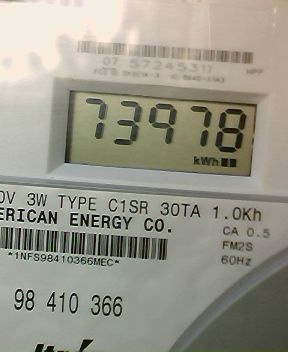 07 57245311
73978
kWh
0V 3W TYPE C1SR 30TA 1.0Kh
ERICAN ENERGY CO.
CA 0.5
FM2S
*1NFS98410366MEC*
60Hz
98 410 366